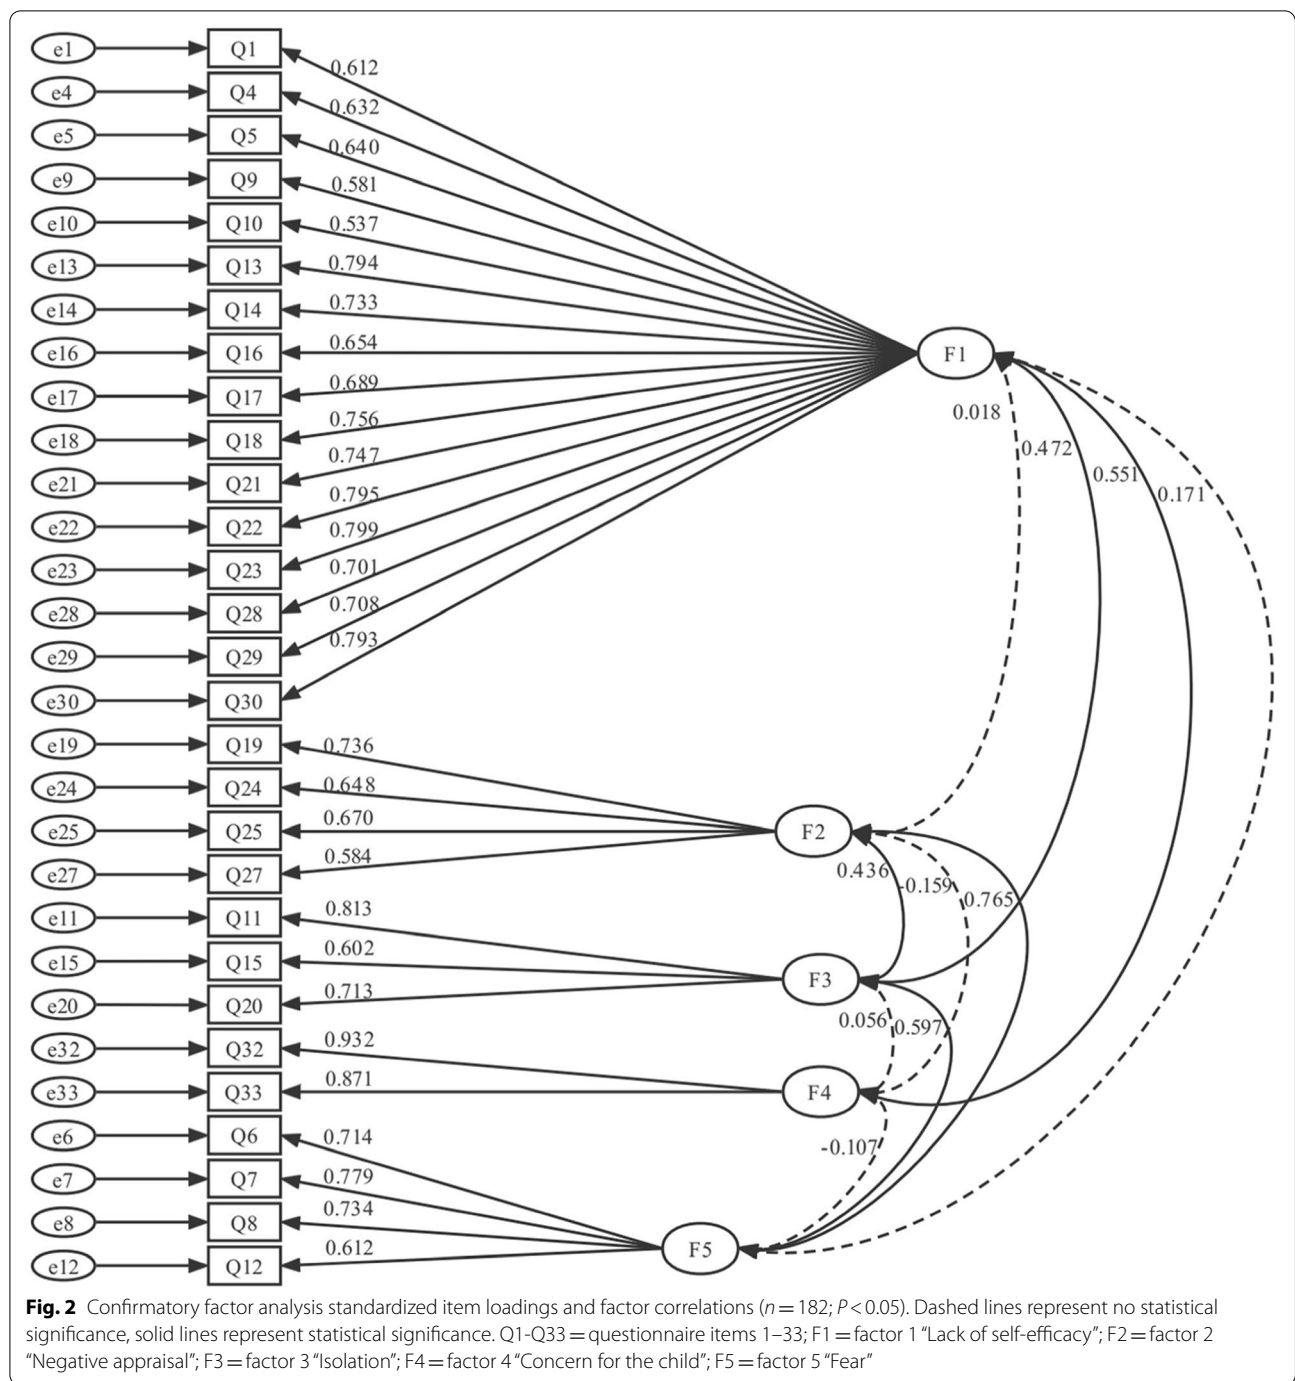 e1 Q1 0.612
e4 Q4 0.632
e5 Q5 0.640
e9 Q9 0.581
e10 Q10 0.537
e13 Q13 0.794
e14 Q14 0.733
e16 Q16 0.654 F1
e17 Q17 0.689
0.018
e18 Q18 0.756 0.472
e21 Q21 0.747 0.551 0.171
e22 Q22 0.795
e23 Q23 0.799
e28 Q28 0.701
e29 Q29 0.708
e30 Q30 0.793
e19 Q19 0.736
e24 Q24 0.648
e25 Q25 0.670 F2
e27 Q27 0.584 0.436 -0.159 0.765
e11 Q11 0.813
e15 Q15 0.602 F3
e20 Q20 0.713 0.056 0.597
e32 Q32 0.932
e33 Q33 0.871 F4
e6 Q6 0.714 -0.107
e7 Q7 0.779
e8 Q8 0.734 F5
e12 Q12 0.612
Fig. 2 Confirmatory factor analysis standardized item loadings and factor correlations (n = 182; P < 0.05). Dashed lines represent no statistical
significance, solid lines represent statistical significance. Q1-Q33 = questionnaire items 1–33; F1 = factor 1 “Lack of self-efficacy”; F2 = factor 2
“Negative appraisal”; F3 = factor 3 “Isolation”; F4 = factor 4 “Concern for the child”; F5 = factor 5 “Fear”